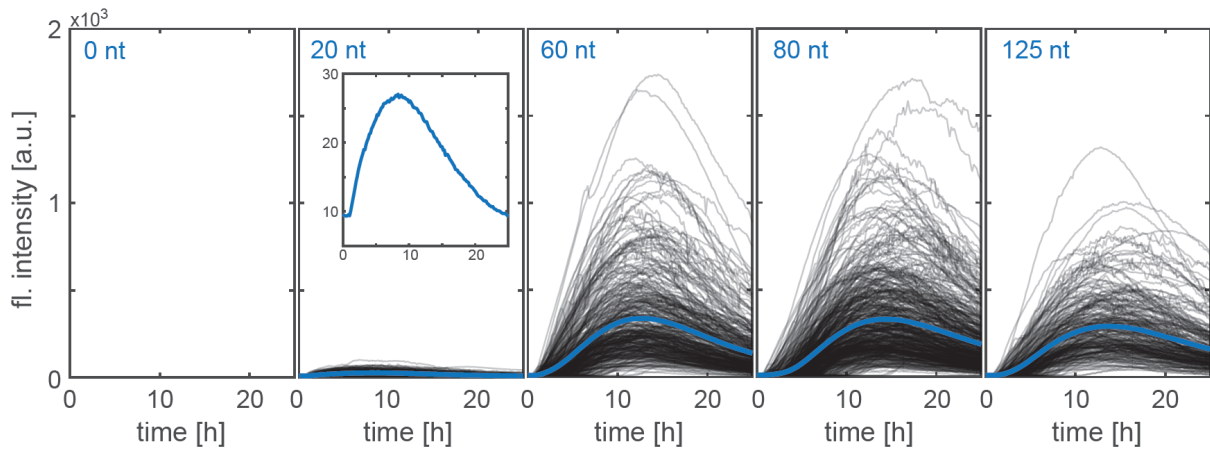 x10³
2
1
0
fl. intensity [a.u.]
0 nt
20 nt
60 nt
80 nt
125 nt
30
20
10
0 10 20
0 10 20
0 10 20
0 10 20
0 10 20
0 10 20
time [h] time [h] time [h] time [h] time [h]